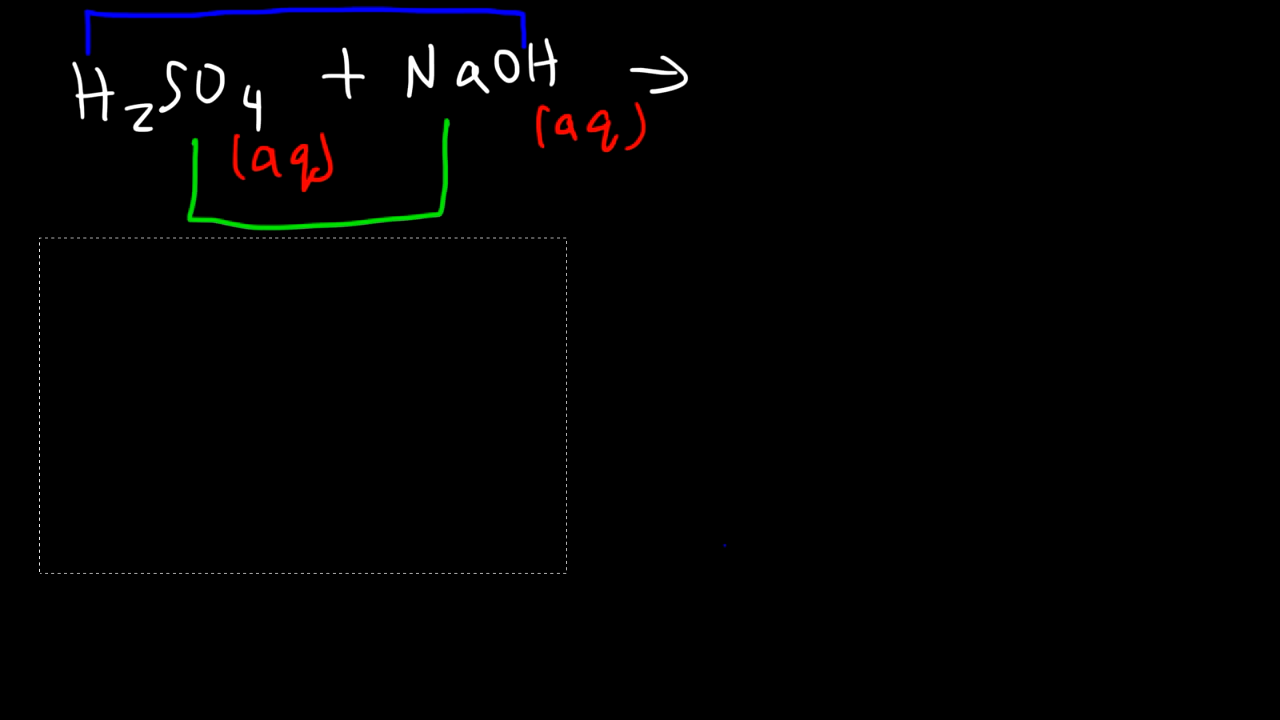 H₂SO₄ + NaOH →
(aq) (aq)